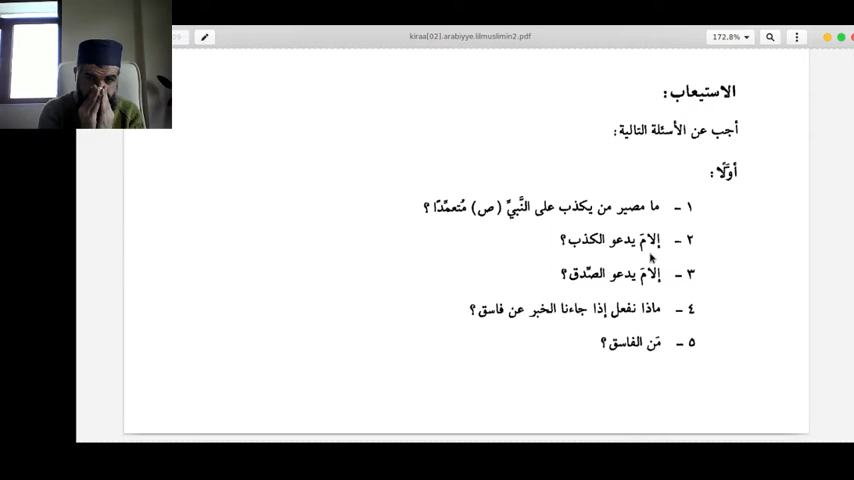 kiraa[02].arabiyye.lilmuslimin2.pdf
172.8%
الاستيعاب :
أجب عن الأسئلة التالية :
أوَّلًا :
١ - ما مصير من يكذب على النَّبيِّ (ص) مُتعمِّدًا ؟
٢ - إلامَ يدعو الكذب؟
٣ - إلامَ يدعو الصِّدق؟
٤ - ماذا نفعل إذا جاءنا الخبر عن فاسق؟
٥ - مَن الفاسق؟